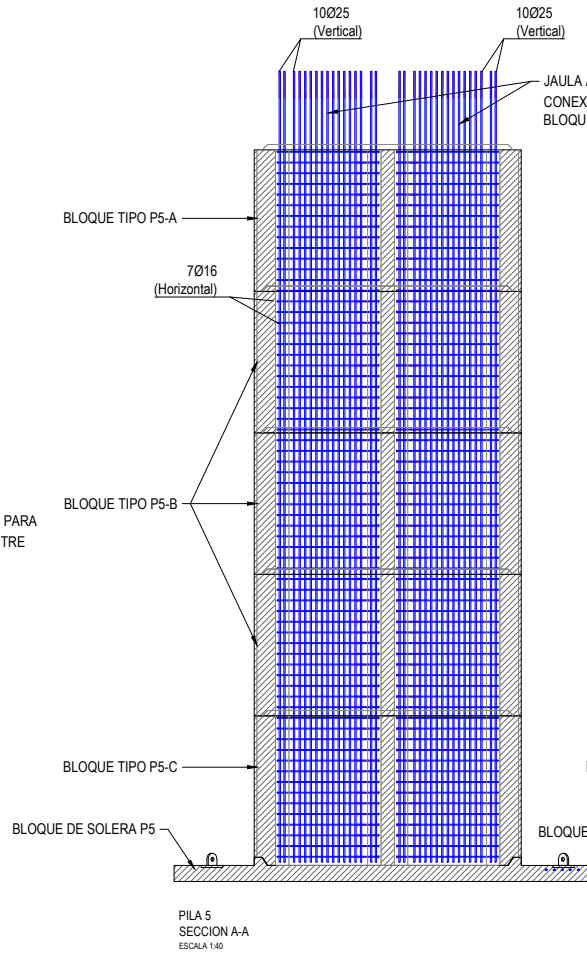 10Ø25
(Vertical)
10Ø25
(Vertical)
JAULA
CONEX
BLOQU
BLOQUE TIPO P5-A
7Ø16
(Horizontal)
BLOQUE TIPO P5-B
PARA
TRE
BLOQUE TIPO P5-C
BLOQUE DE SOLERA P5
BLOQUE
PILA 5
SECCION A-A
ESCALA 1:40